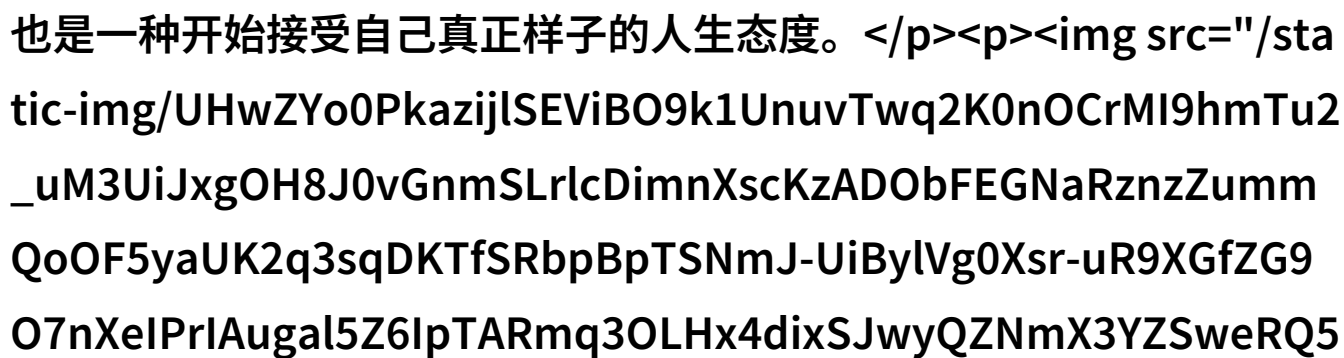 也是一种开始接受自己真正样子的人生态度。</p><p><img src="/sta
tic-img/UHwZYo0PkazijlSEViBO9k1UnuvTwq2K0nOCrMI9hmTu2
_uM3UiJxgOH8J0vGnmSLrlcDimnXscKzADObFEGNaRznzZumm
QoOF5yaUK2q3sqDKTfSRbpBpTSNmJ-UiBylVg0Xsr-uR9XGfZG9
O7nXeIPrIAugal5Z6IpTARmq3OLHx4dixSJwyQZNmX3YZSweRQ5